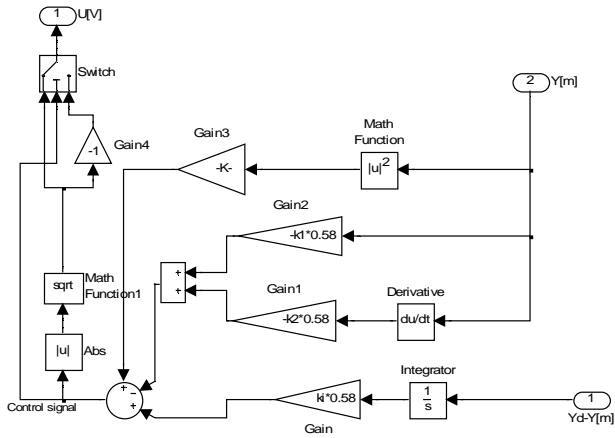 1
U[V]
Switch
2
Y[m]
-1
Gain4
Gain3
-K-
Math
Function
|u|²
Gain2
-k1*0.58
+
+
sqrt
Math
Function1
Gain1
-k2*0.58
Derivative
du/dt
|u|
Abs
Integrator
+
−
+
ki*0.58
1
s
1
Control signal
Gain
Yd-Y[m]